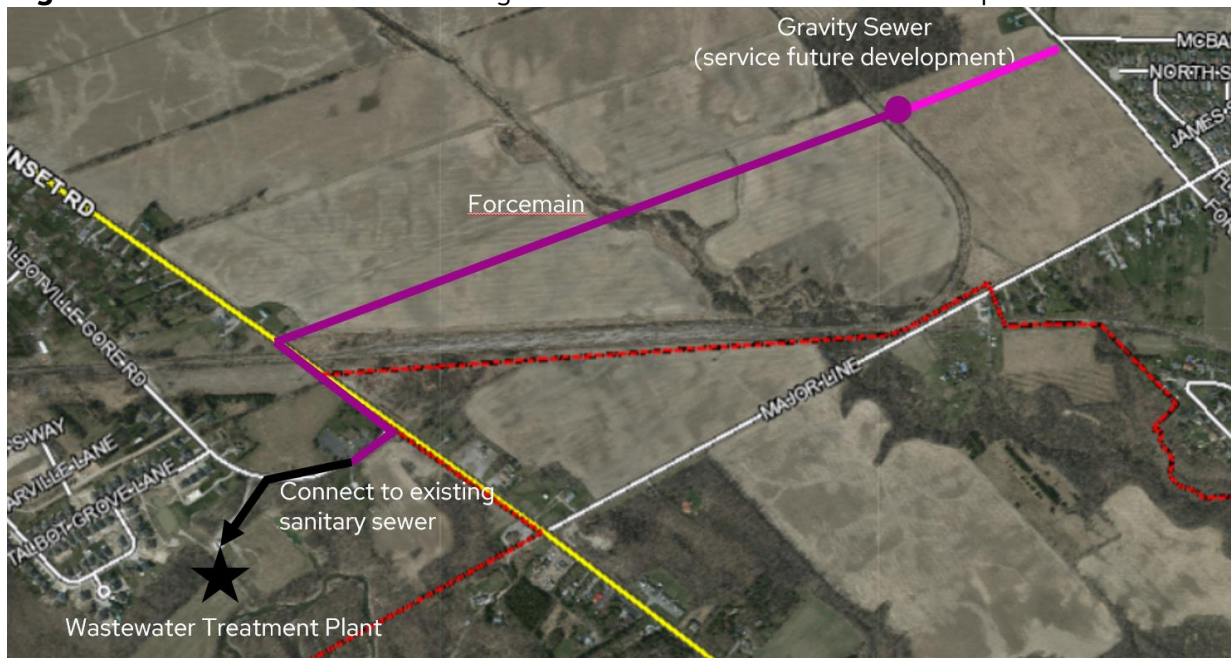 Gravity Sewer
(service future development)
MCBA
NORTH S
JAMES
NSET RD
Forcemain
TALBOTVILLE GORE RD
MAJOR LINE
S WAY
ARVILLE LANE
TALBOT GROVE LANE
Connect to existing
sanitary sewer
Wastewater Treatment Plant